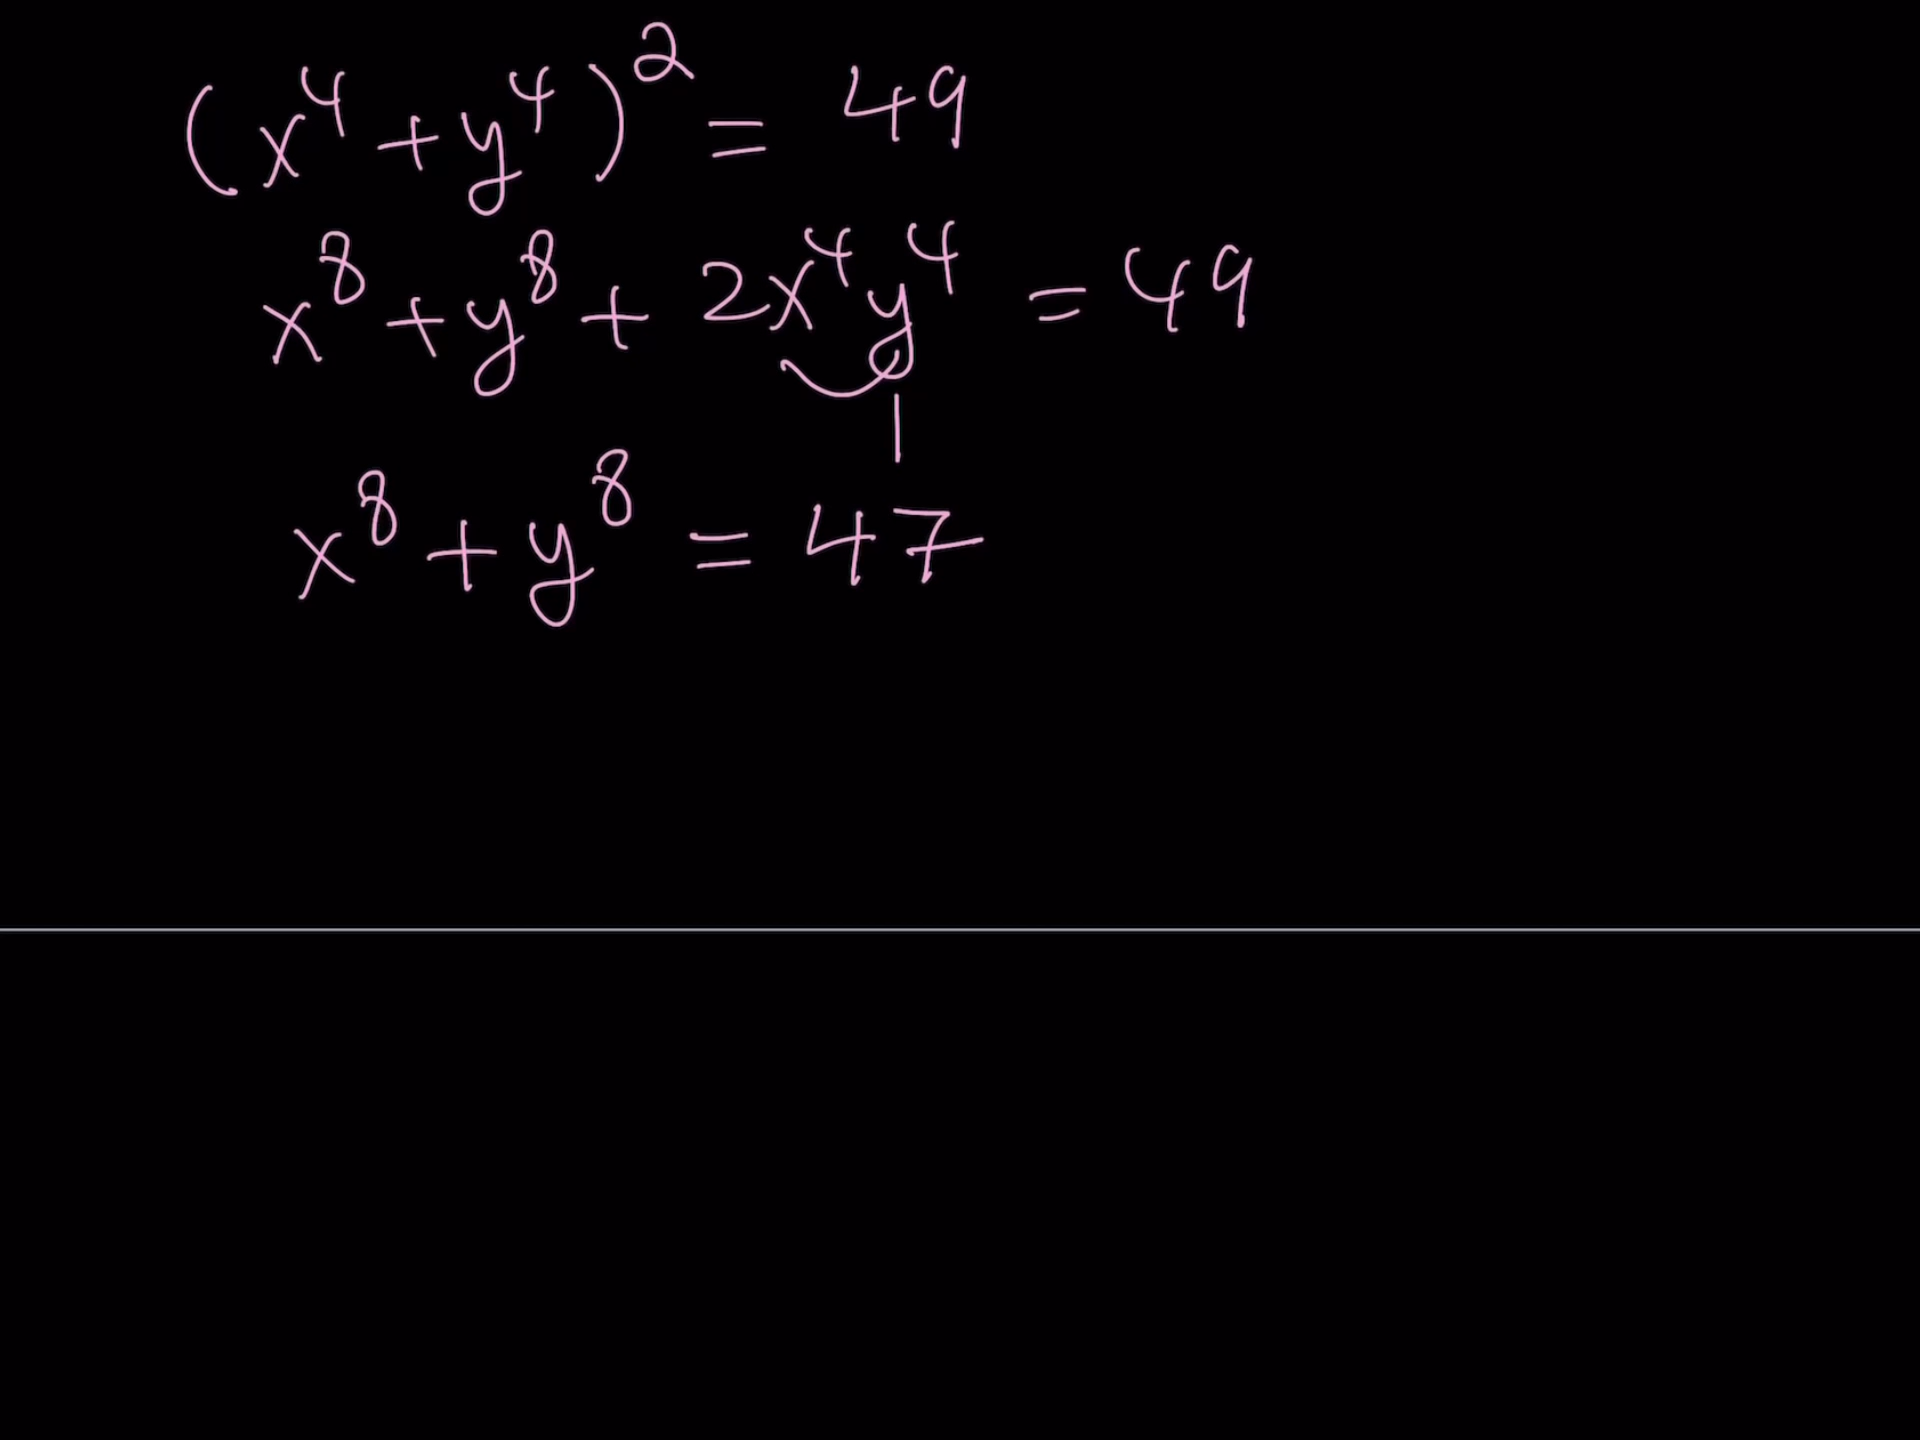 (x⁴+y⁴)² = 49
x⁸+y⁸+ 2x⁴y⁴ = 49
1
x⁸+y⁸ = 47